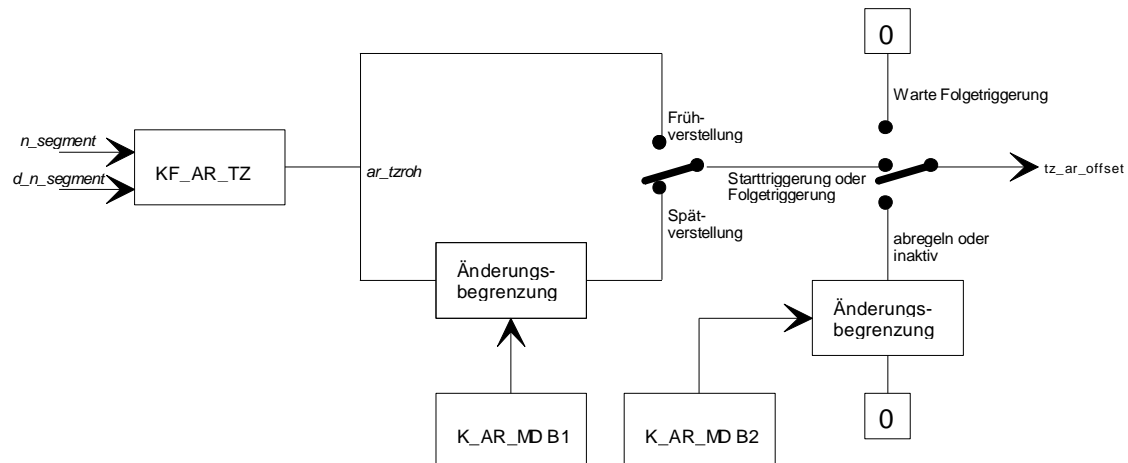 0
Warte Folgetriggerung
Früh-
verstellung
n_segment
d_n_segment
KF_AR_TZ
ar_tzroh
Starttriggerung oder
Folgetriggerung
tz_ar_offset
Spät-
verstellung
abregeln oder
inaktiv
Änderungs-
begrenzung
Änderungs-
begrenzung
K_AR_MD B1
K_AR_MD B2
0